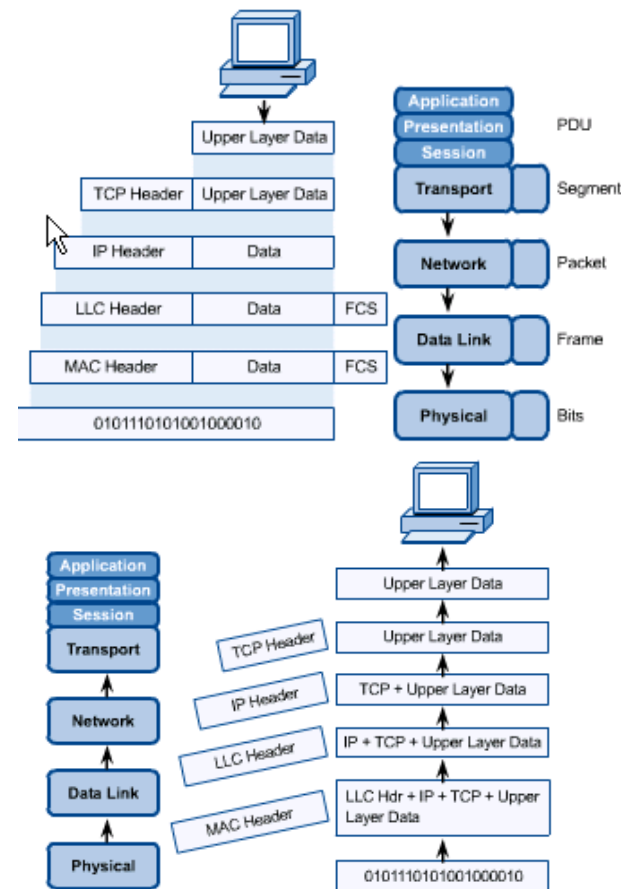 Upper Layer Data
TCP Header Upper Layer Data
IP Header Data
LLC Header Data FCS
MAC Header Data FCS
0101110101001000010
Application
Presentation
Session
PDU
Transport Segment
Network Packet
Data Link Frame
Physical Bits
Application
Presentation
Session
Transport
Network
Data Link
Physical
TCP Header
IP Header
LLC Header
MAC Header
Upper Layer Data
Upper Layer Data
TCP + Upper Layer Data
IP + TCP + Upper Layer Data
LLC Hdr + IP + TCP + Upper
Layer Data
0101110101001000010